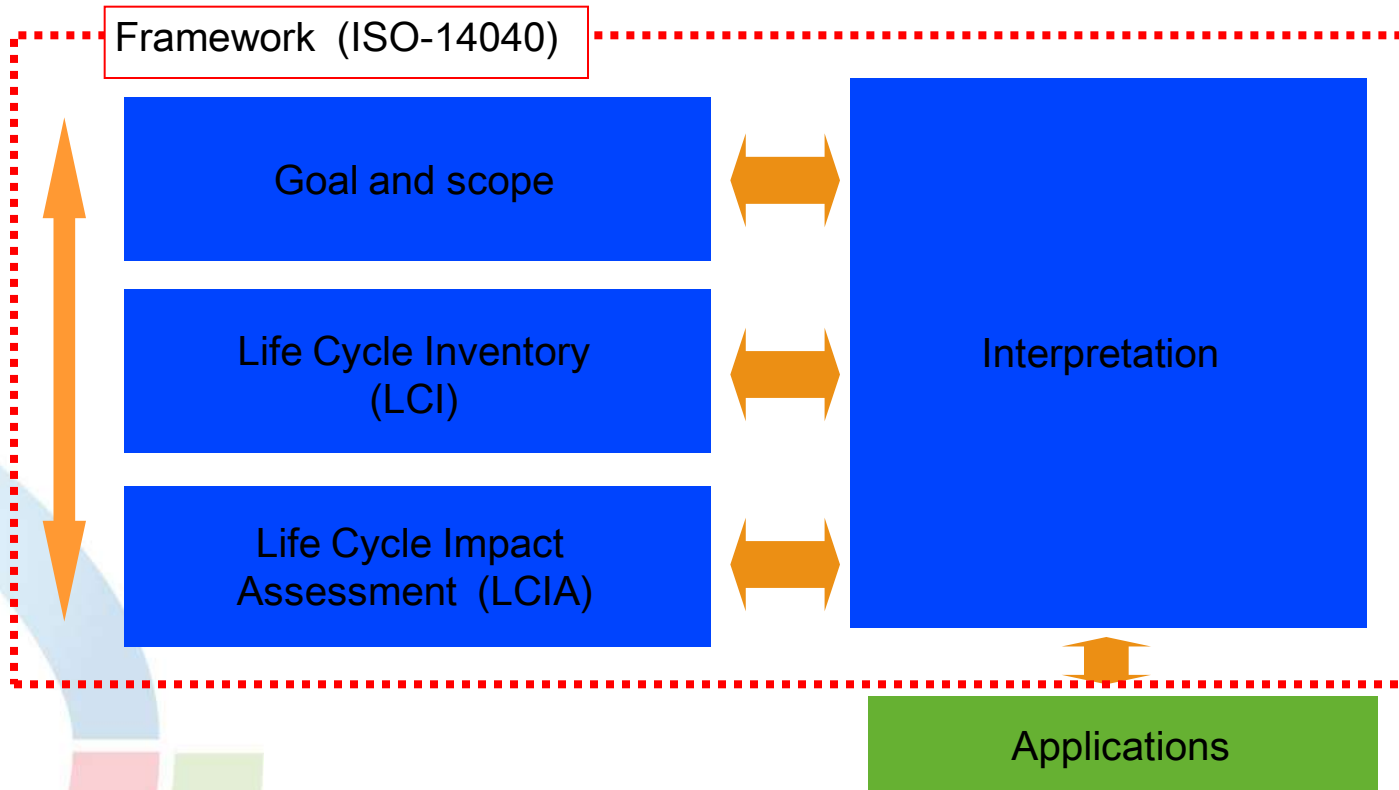 Framework (ISO-14040)
Goal and scope
Life Cycle Inventory
(LCI)
Interpretation
Life Cycle Impact
Assessment (LCIA)
Applications